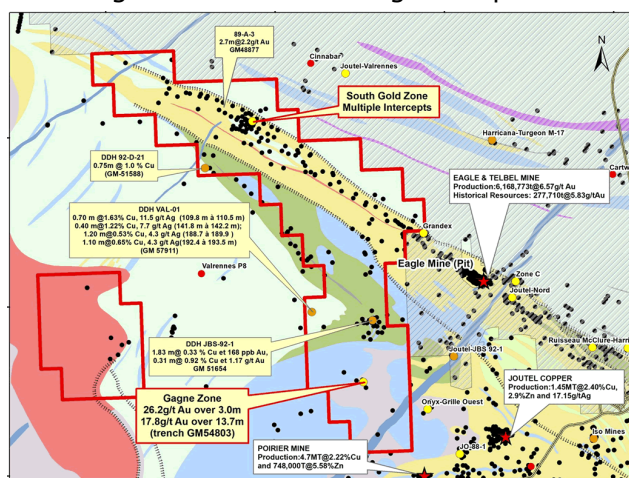 89-A-3
2.7m@2.2g/t Au
GM48877
Cinnabar
Joutel-Valrennes
N
South Gold Zone
Multiple Intercepts
Harricana-Turgeon M-17
DDH 92-D-21
0.75m @ 1.0 % Cu
(GM-51588)
EAGLE & TELBEL MINE
Production:6,168,773t@6.57g/t Au
Historical Resources: 277,710t@5.83g/tAu
DDH VAL-01
0.70 m @1.63% Cu, 11.5 g/t Ag (109.8 m à 110.5 m)
0.40 m@1.22% Cu, 7.7 g/t Ag (141.8 m à 142.2 m);
1.20 m@0.53% Cu, 4.3 g/t (188.7 à 189.9 )
1.10 m@0.65% Cu, 4.3 g/t Ag(192.4 à 193.5 m)
(GM 57911)
Grandex
Eagle Mine (Pit)
Valrennes P8
Zone C
Joutel-Nord
DDH JBS-92-1
1.83 m@ 0.33 % Cu et 168 ppb Au,
0.31 m@ 0.92 % Cu et 1.17 g/t Au
GM 51654
Joutel-JBS 92-1
Ruisseau McClure-Harri
JOUTEL COPPER
Production:1.45MT@2.40%Cu,
2.9%Zn and 17.15g/tAg
Gagne Zone
26.2g/t Au over 3.0m
17.8g/t Au over 13.7m
(trench GM54803)
Onyx-Grille Ouest
Iso Mines
POIRIER MINE
Production:4.7MT@2.22%Cu
and 748,000T@5.58%Zn
JO-88-1